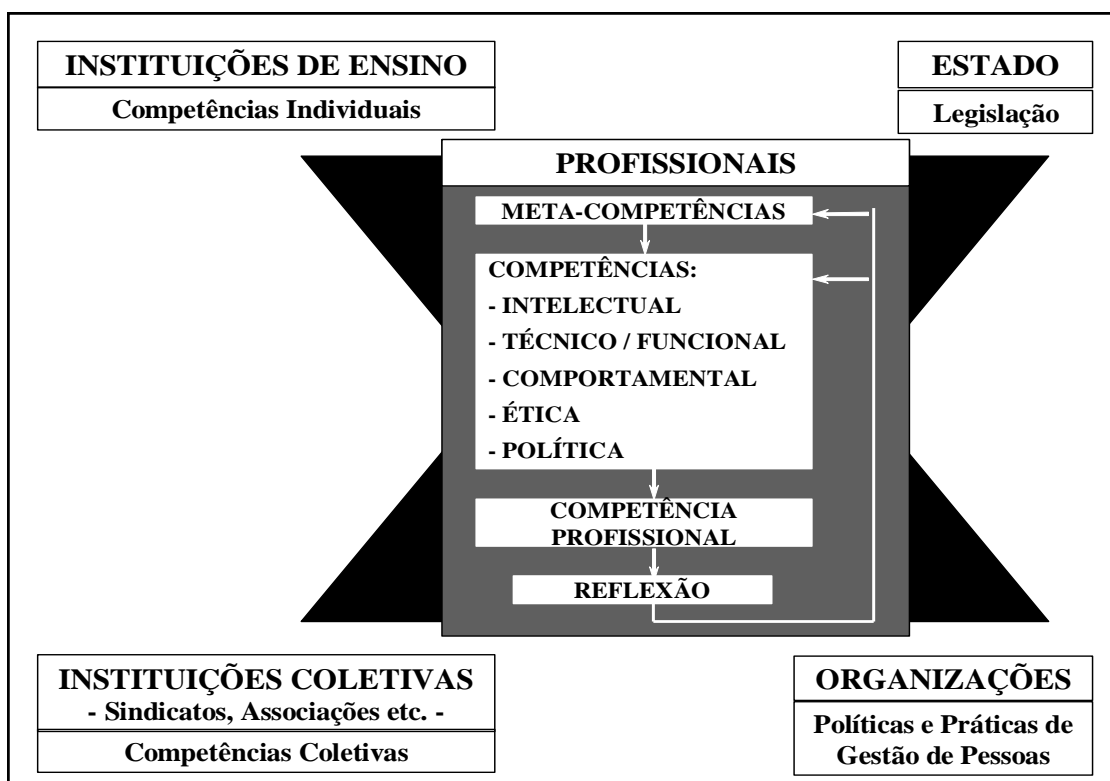 INSTITUIÇÕES DE ENSINO
Competências Individuais
ESTADO
Legislação
PROFISSIONAIS
META-COMPETÊNCIAS
COMPETÊNCIAS:
- INTELECTUAL
- TÉCNICO / FUNCIONAL
- COMPORTAMENTAL
- ÉTICA
- POLÍTICA
COMPETÊNCIA
PROFISSIONAL
REFLEXÃO
INSTITUIÇÕES COLETIVAS
- Sindicatos, Associações etc. -
Competências Coletivas
ORGANIZAÇÕES
Políticas e Práticas de
Gestão de Pessoas